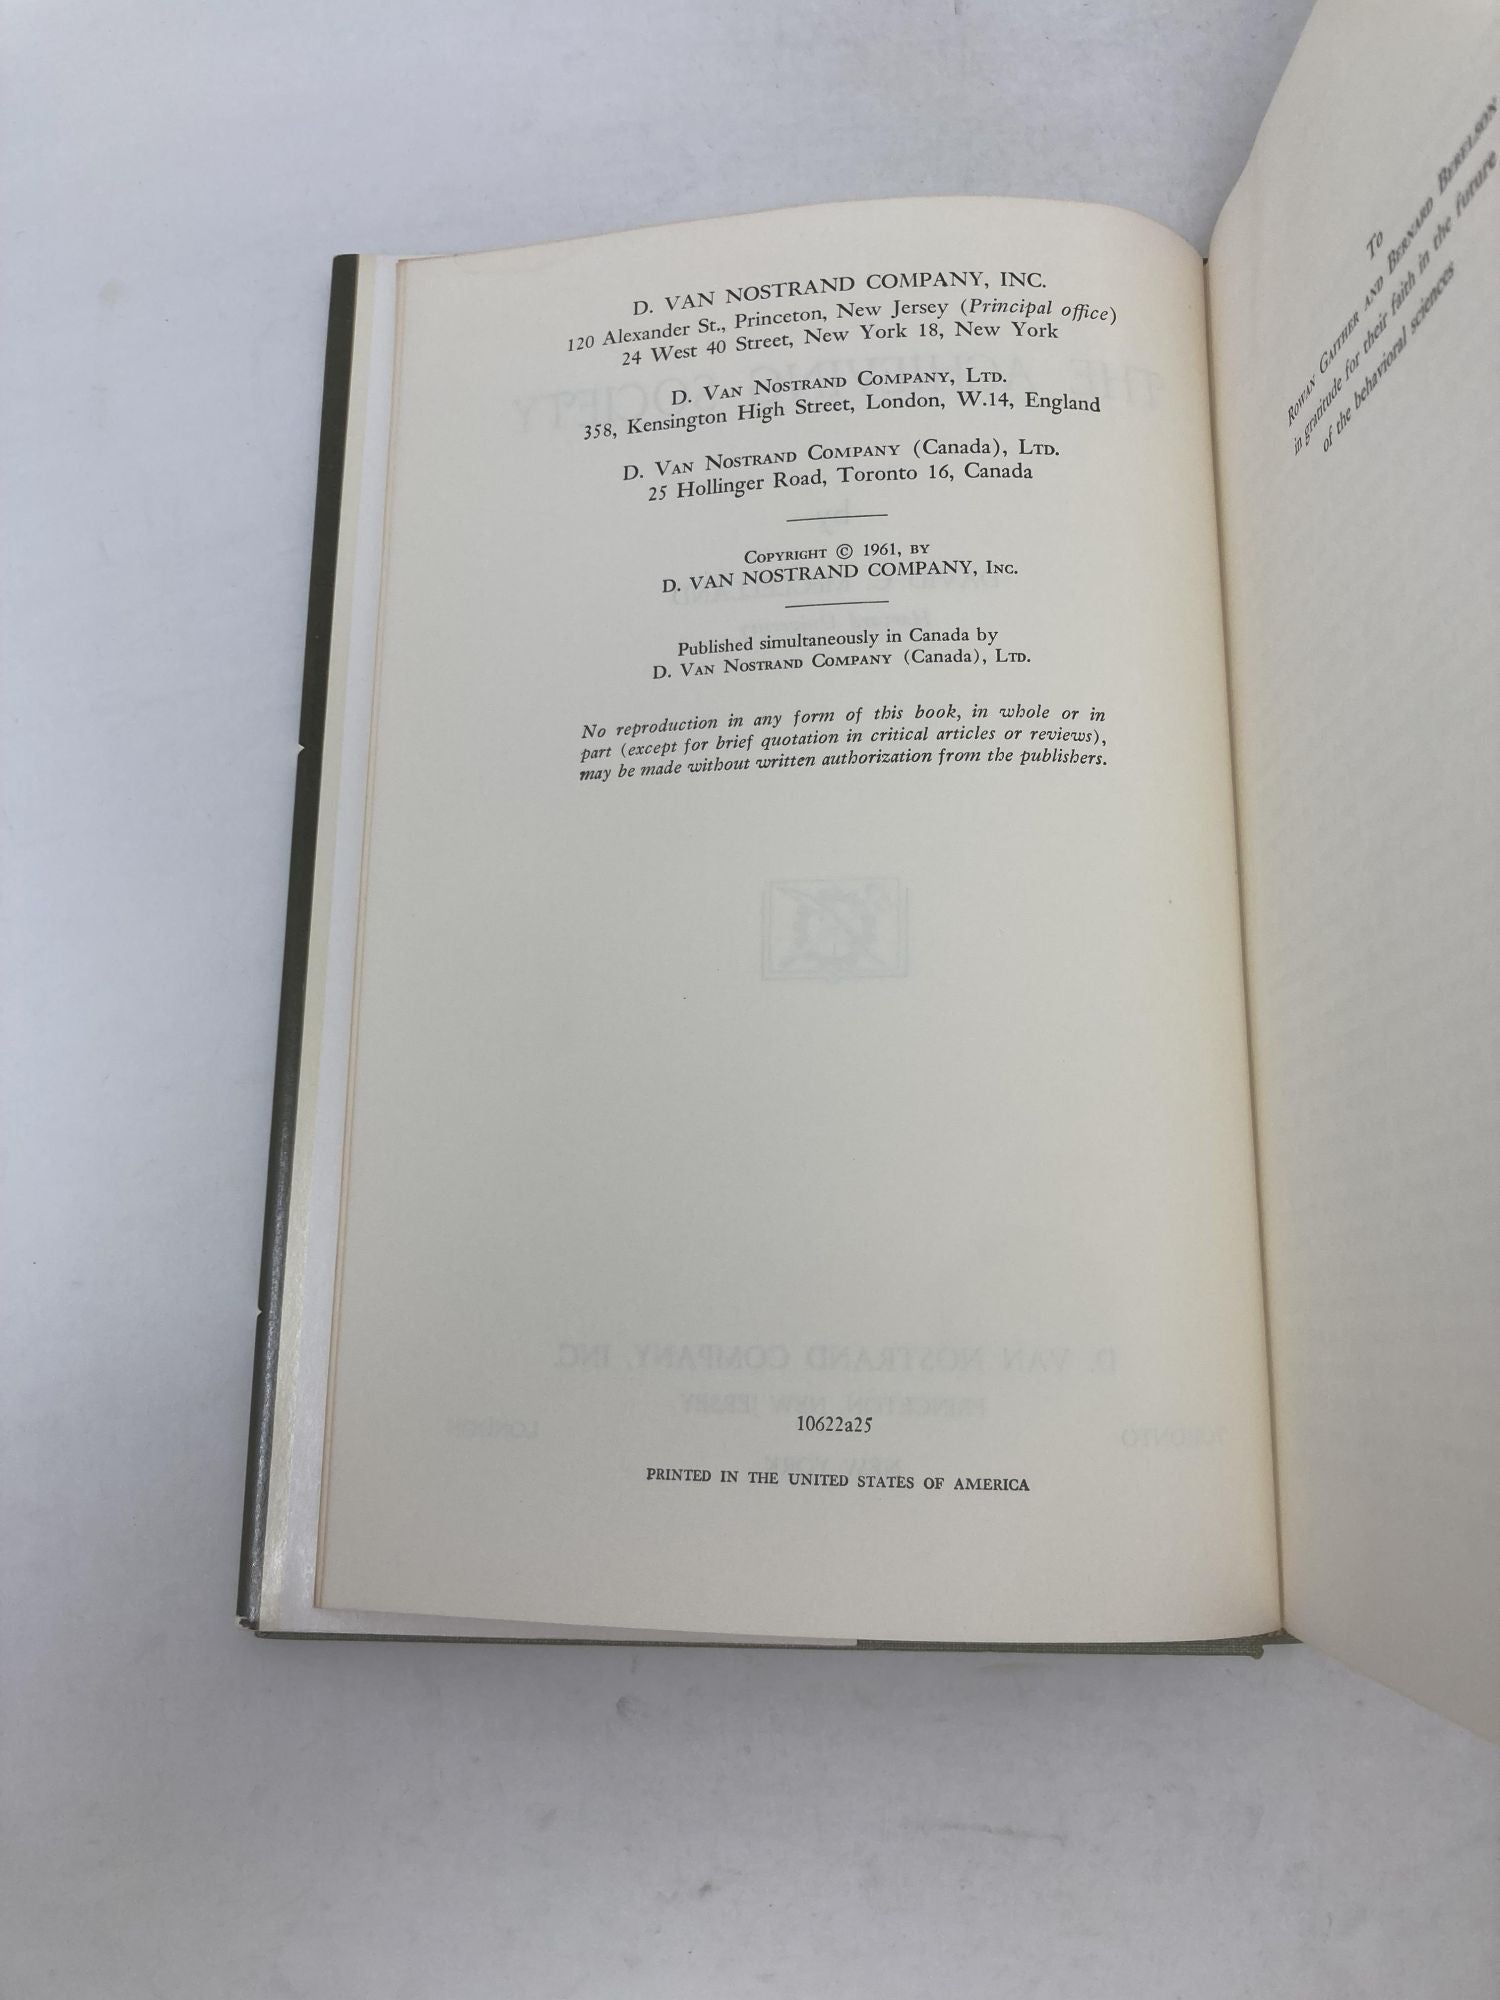 D. VAN NOSTRAND COMPANY, INC.
120 Alexander St., Princeton, New Jersey (Principal office)
24 West 40 Street, New York 18, New York
D. VAN NOSTRAND COMPANY, LTD.
358, Kensington High Street, London, W.14, England
D. VAN NOSTRAND COMPANY (Canada), LTD.
25 Hollinger Road, Toronto 16, Canada
COPYRIGHT © 1961, BY
D. VAN NOSTRAND COMPANY, INC.
Published simultaneously in Canada by
D. VAN NOSTRAND COMPANY (Canada), LTD.
No reproduction in any form of this book, in whole or in
part (except for brief quotation in critical articles or reviews),
may be made without written authorization from the publishers.
10622a25
PRINTED IN THE UNITED STATES OF AMERICA
To
ROWAN GAITHER AND BERNARD BERELSON
in gratitude for their faith in the future
of the behavioral sciences